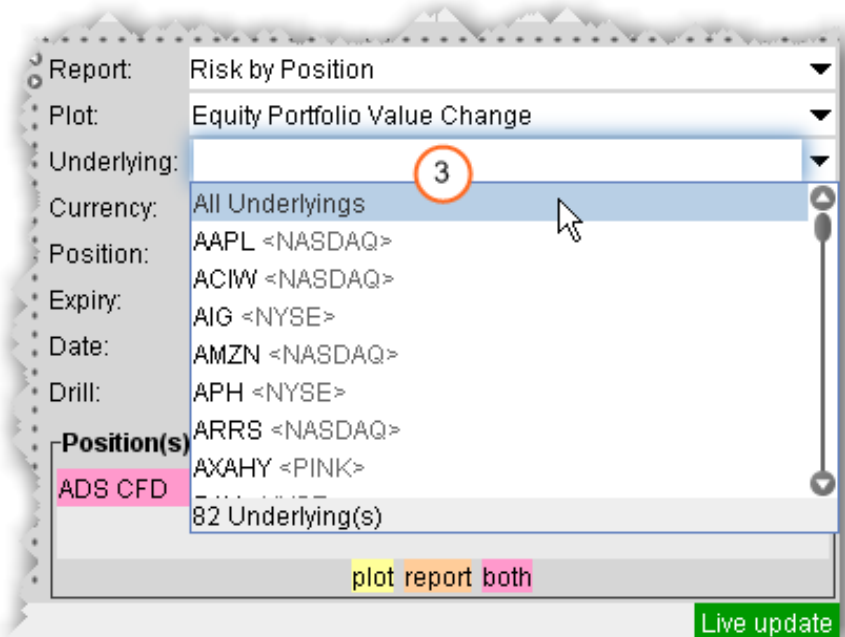 Report: Risk by Position
Plot: Equity Portfolio Value Change
Underlying:
3
Currency: All Underlyings
AAPL <NASDAQ>
Position:
ACIW <NASDAQ>
Expiry:
AIG <NYSE>
Date:
AMZN <NASDAQ>
Drill:
APH <NYSE>
ARRS <NASDAQ>
Position(s)
AXAHY <PINK>
ADS CFD
82 Underlying(s)
plot report both
Live update